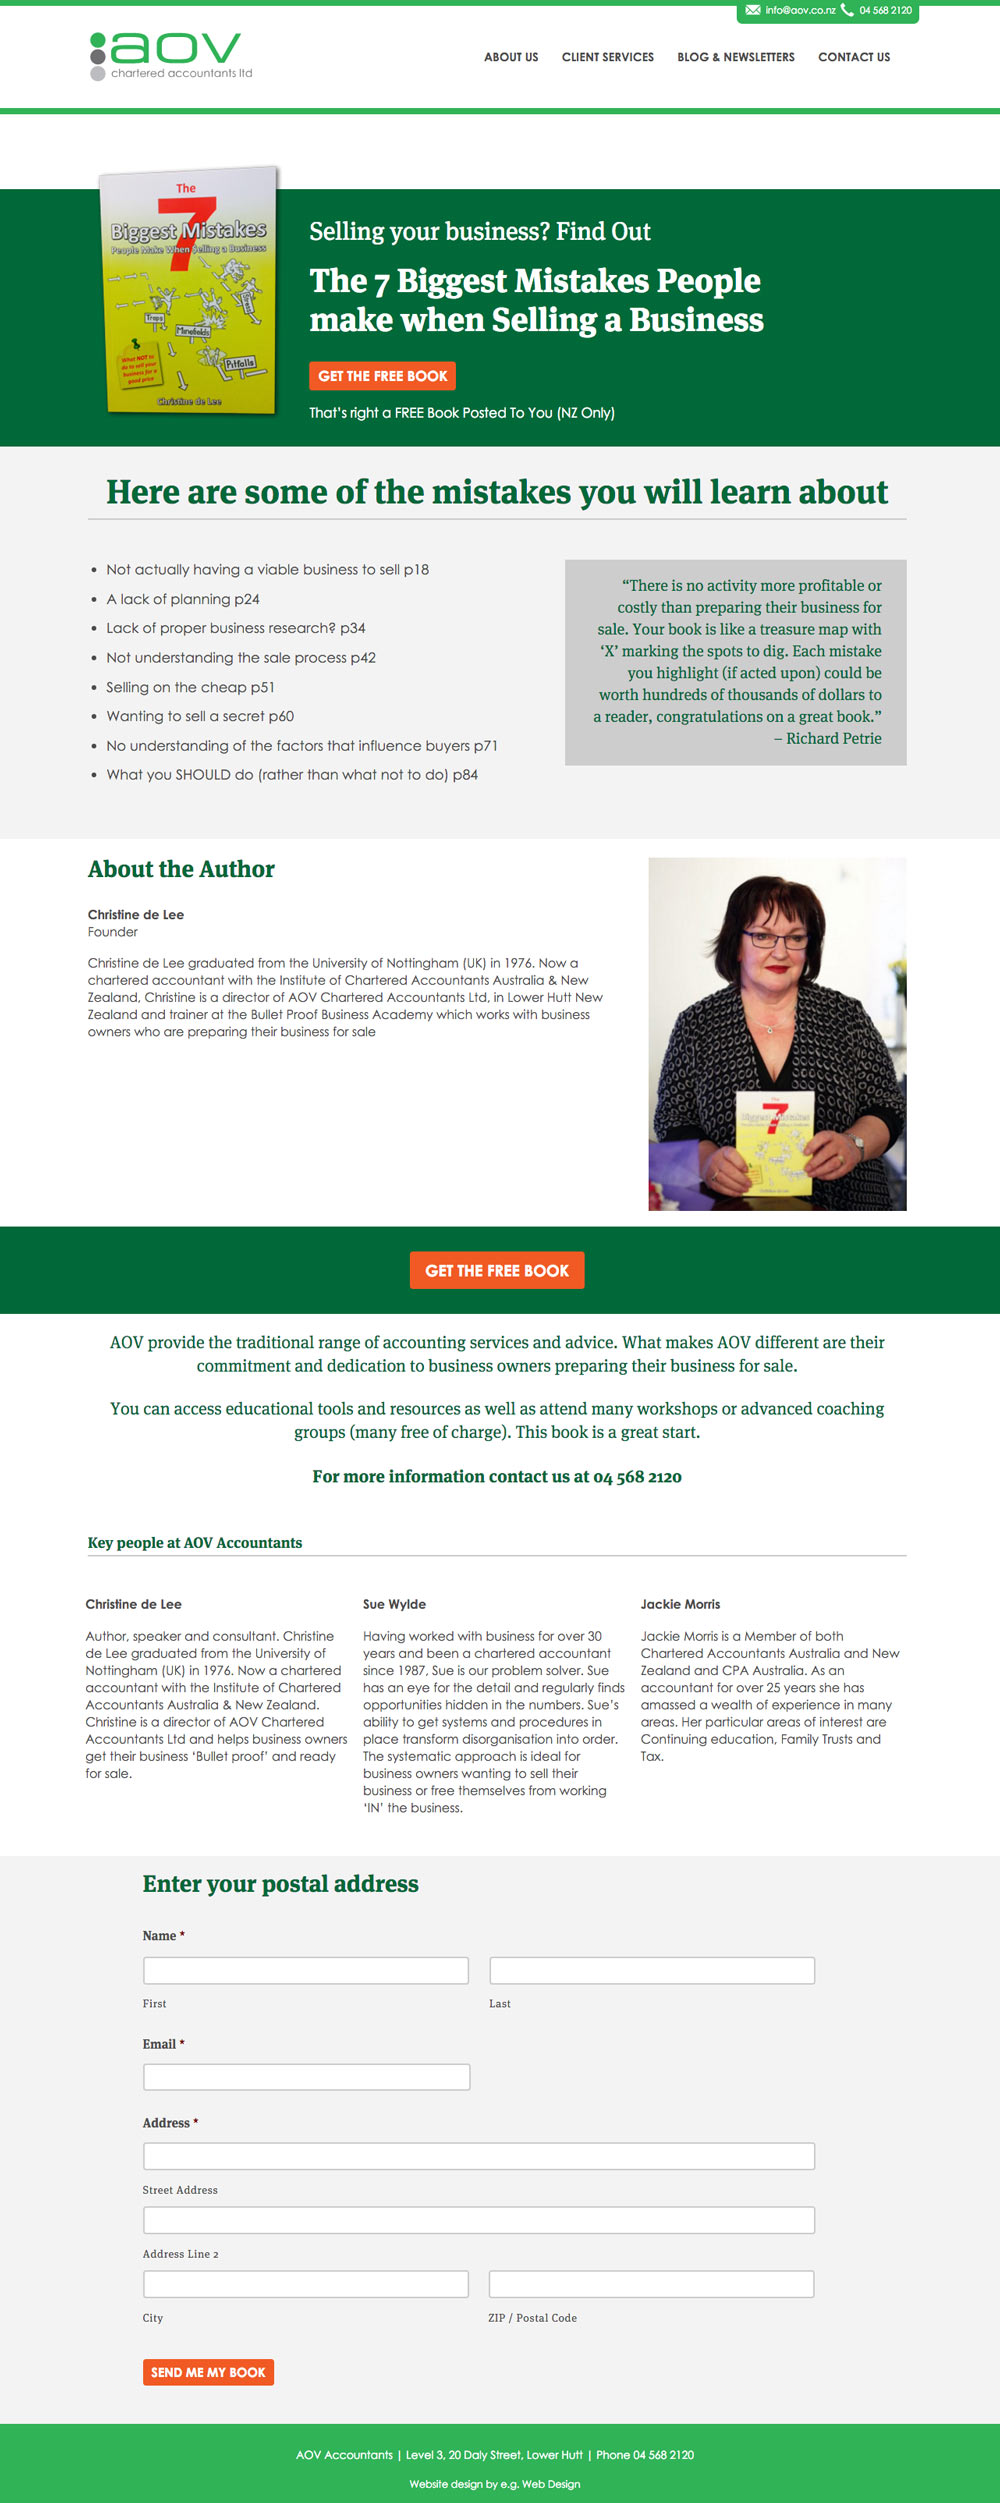 info@aov.co.nz 04 568 2120
aov
chartered accountants ltd
ABOUT US CLIENT SERVICES BLOG & NEWSLETTERS CONTACT US
The
7
Biggest Mistakes
People Make When Selling a Business
Traps
Minefields
Pitfalls
What NOT to
do to sell your
business for a
good price
Christine de Lee
Selling your business? Find Out
The 7 Biggest Mistakes People
make when Selling a Business
GET THE FREE BOOK
That's right a FREE Book Posted To You (NZ Only)
Here are some of the mistakes you will learn about
• Not actually having a viable business to sell p18
• A lack of planning p24
• Lack of proper business research? p34
• Not understanding the sale process p42
• Selling on the cheap p51
• Wanting to sell a secret p60
• No understanding of the factors that influence buyers p71
• What you SHOULD do (rather than what not to do) p84
“There is no activity more profitable or
costly than preparing their business for
sale. Your book is like a treasure map with
‘X’ marking the spots to dig. Each mistake
you highlight (if acted upon) could be
worth hundreds of thousands of dollars to
a reader, congratulations on a great book.”
– Richard Petrie
About the Author
Christine de Lee
Founder
Christine de Lee graduated from the University of Nottingham (UK) in 1976. Now a
chartered accountant with the Institute of Chartered Accountants Australia & New
Zealand, Christine is a director of AOV Chartered Accountants Ltd, in Lower Hutt New
Zealand and trainer at the Bullet Proof Business Academy which works with business
owners who are preparing their business for sale
The
7
Biggest Mistakes
GET THE FREE BOOK
AOV provide the traditional range of accounting services and advice. What makes AOV different are their
commitment and dedication to business owners preparing their business for sale.
You can access educational tools and resources as well as attend many workshops or advanced coaching
groups (many free of charge). This book is a great start.
For more information contact us at 04 568 2120
Key people at AOV Accountants
Christine de Lee
Author, speaker and consultant. Christine
de Lee graduated from the University of
Nottingham (UK) in 1976. Now a chartered
accountant with the Institute of Chartered
Accountants Australia & New Zealand.
Christine is a director of AOV Chartered
Accountants Ltd and helps business owners
get their business ‘Bullet proof’ and ready
for sale.
Sue Wylde
Having worked with business for over 30
years and been a chartered accountant
since 1987, Sue is our problem solver. Sue
has an eye for the detail and regularly finds
opportunities hidden in the numbers. Sue’s
ability to get systems and procedures in
place transform disorganisation into order.
The systematic approach is ideal for
business owners wanting to sell their
business or free themselves from working
‘IN’ the business.
Jackie Morris
Jackie Morris is a Member of both
Chartered Accountants Australia and New
Zealand and CPA Australia. As an
accountant for over 25 years she has
amassed a wealth of experience in many
areas. Her particular areas of interest are
Continuing education, Family Trusts and
Tax.
Enter your postal address
Name *
First Last
Email *
Address *
Street Address
Address Line 2
City ZIP / Postal Code
SEND ME MY BOOK
AOV Accountants | Level 3, 20 Daly Street, Lower Hutt | Phone 04 568 2120
Website design by e.g. Web Design